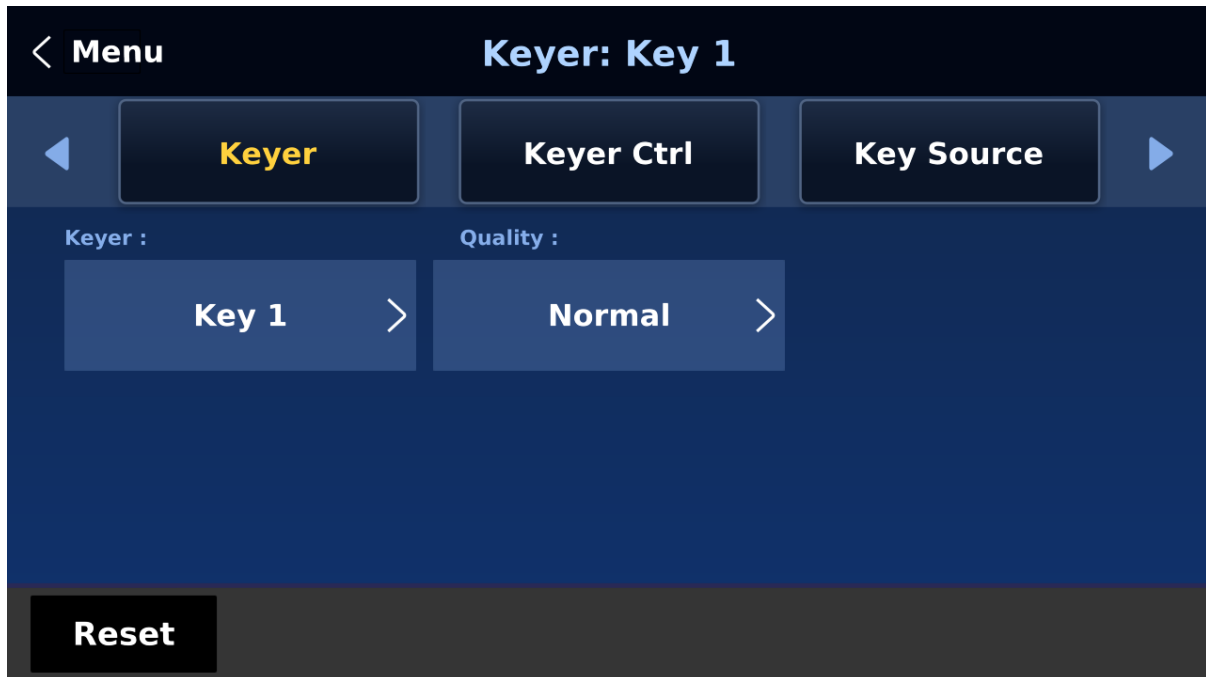 Menu
Keyer: Key 1
Keyer
Keyer Ctrl
Key Source
Keyer :
Quality :
Key 1
Normal
Reset